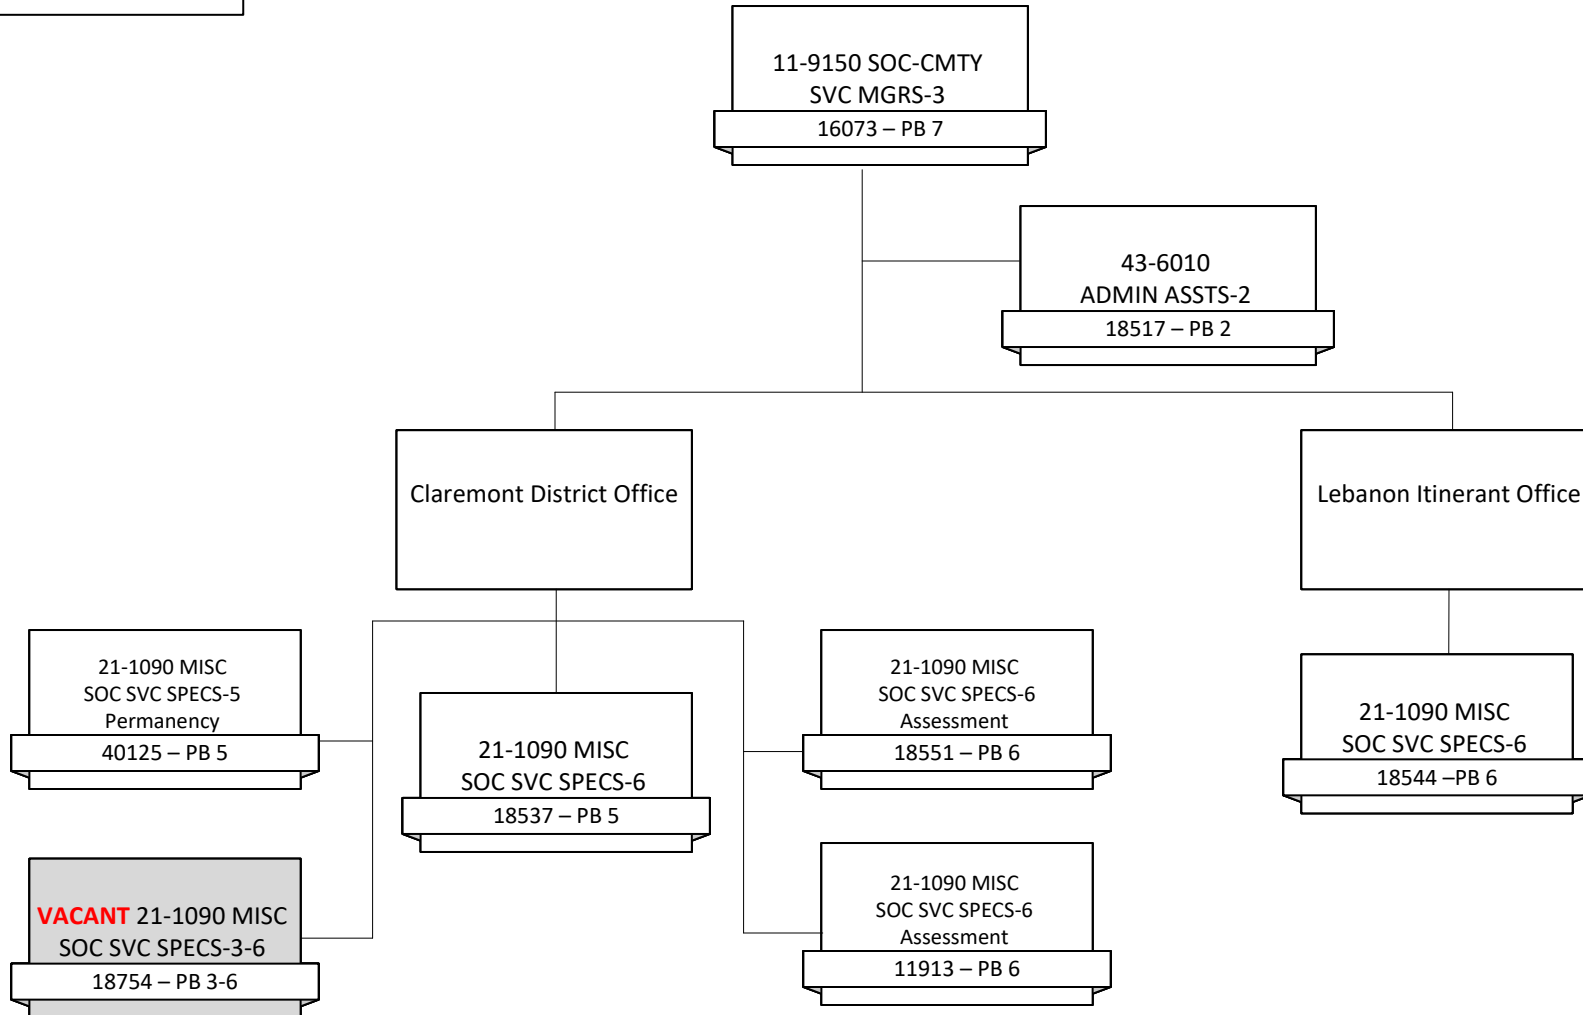 11-9150 SOC-CMTY
SVC MGRS-3
16073 – PB 7
43-6010
ADMIN ASSTS-2
18517 – PB 2
Claremont District Office
Lebanon Itinerant Office
21-1090 MISC
SOC SVC SPECS-5
Permanency
40125 – PB 5
21-1090 MISC
SOC SVC SPECS-6
18537 – PB 5
21-1090 MISC
SOC SVC SPECS-6
Assessment
18551 – PB 6
21-1090 MISC
SOC SVC SPECS-6
18544 –PB 6
VACANT 21-1090 MISC
SOC SVC SPECS-3-6
18754 – PB 3-6
21-1090 MISC
SOC SVC SPECS-6
Assessment
11913 – PB 6